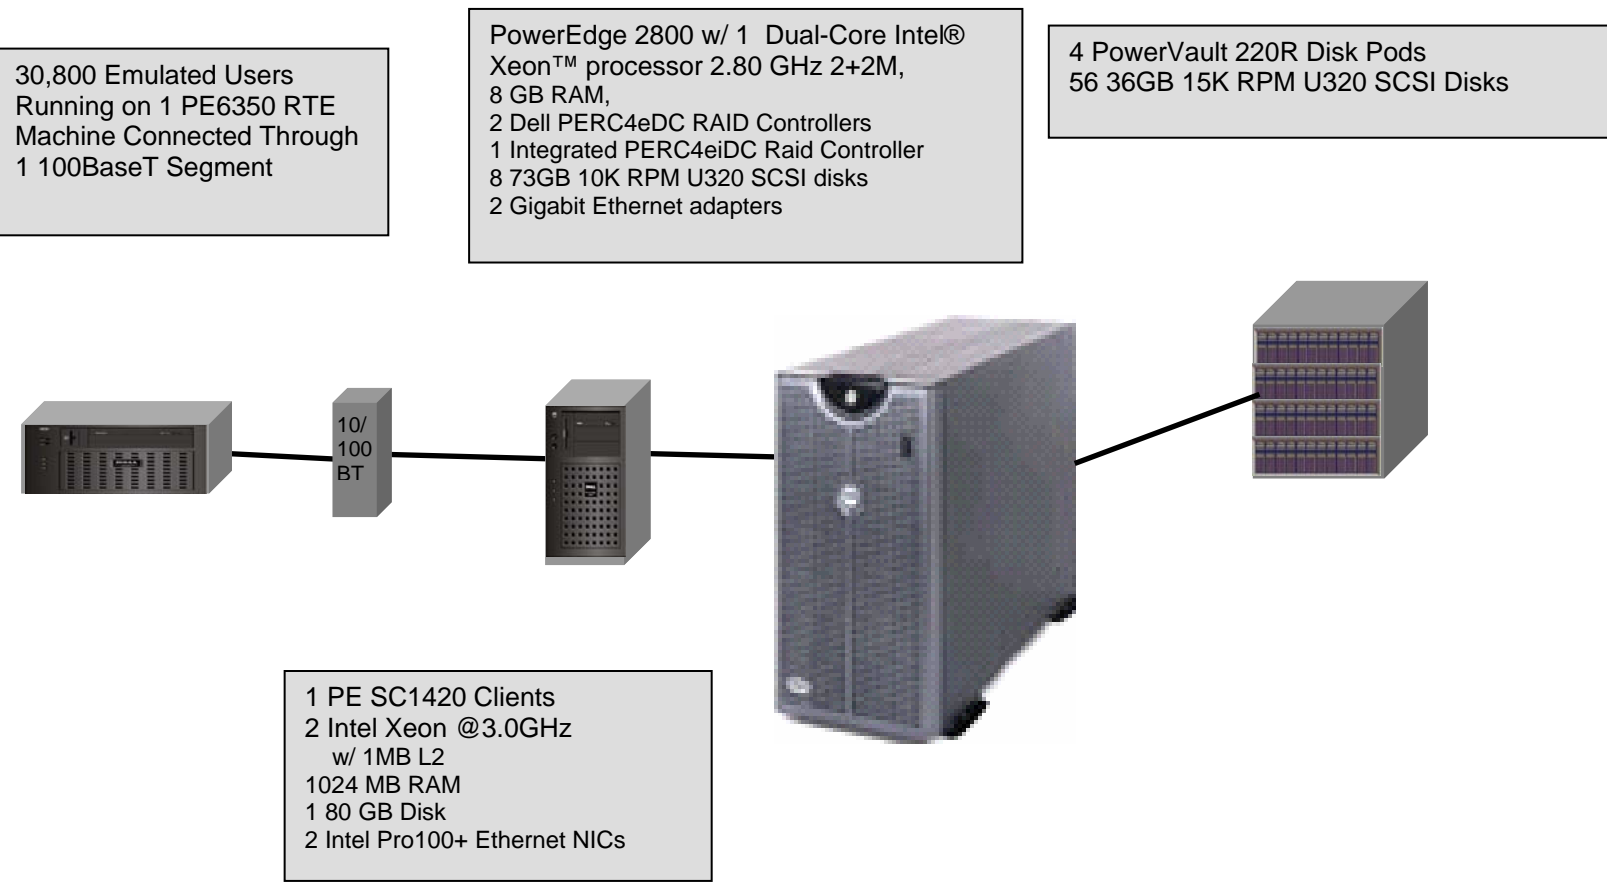 30,800 Emulated Users
Running on 1 PE6350 RTE
Machine Connected Through
1 100BaseT Segment
PowerEdge 2800 w/ 1  Dual-Core Intel®
Xeon™ processor 2.80 GHz 2+2M,
8 GB RAM,
2 Dell PERC4eDC RAID Controllers
1 Integrated PERC4eiDC Raid Controller
8 73GB 10K RPM U320 SCSI disks
2 Gigabit Ethernet adapters
4 PowerVault 220R Disk Pods
56 36GB 15K RPM U320 SCSI Disks
10/
100
BT
1 PE SC1420 Clients
2 Intel Xeon @3.0GHz
w/ 1MB L2
1024 MB RAM
1 80 GB Disk
2 Intel Pro100+ Ethernet NICs